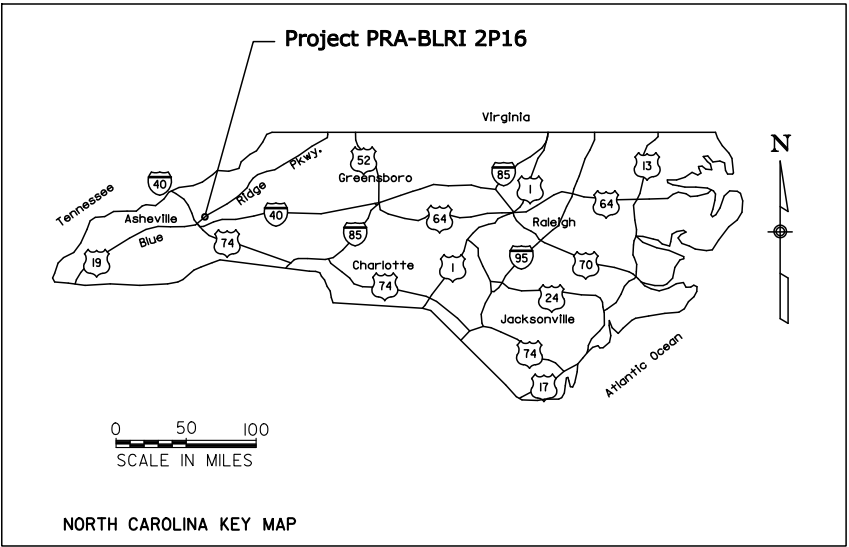 Project PRA-BLRI 2P16
Virginia
N
52
13
85
Pkwy.
40
Greensboro
1
Ridge
64
Tennessee
Asheville
40
64
Raleigh
Blue
74
85
95
19
Charlotte
1
70
74
24
Jacksonville
74
Atlantic Ocean
17
0 50 100
SCALE IN MILES
NORTH CAROLINA KEY MAP